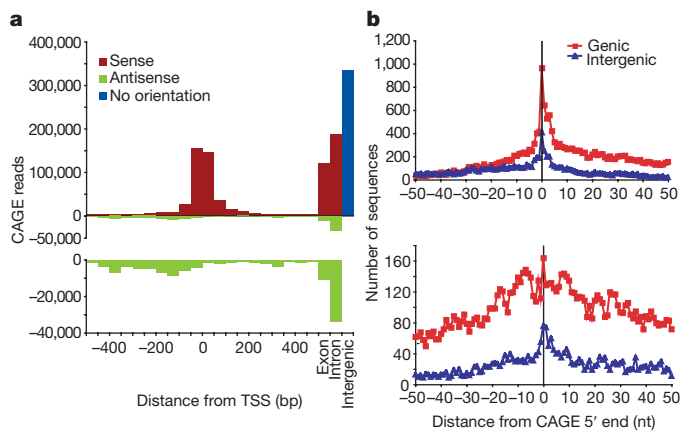 a
400,000
300,000
200,000
100,000
0
−50,000
CAGE reads
Sense
Antisense
No orientation
0
−10,000
−20,000
−30,000
−40,000
−400
−200
0
200
400
Exon
Intron
Intergenic
Distance from TSS (bp)
b
1,200
1,000
800
600
400
200
0
Genic
Intergenic
−50 −40 −30 −20 −10 0 10 20 30 40 50
Number of sequences
160
120
80
40
0
−50 −40 −30 −20 −10 0 10 20 30 40 50
Distance from CAGE 5′ end (nt)